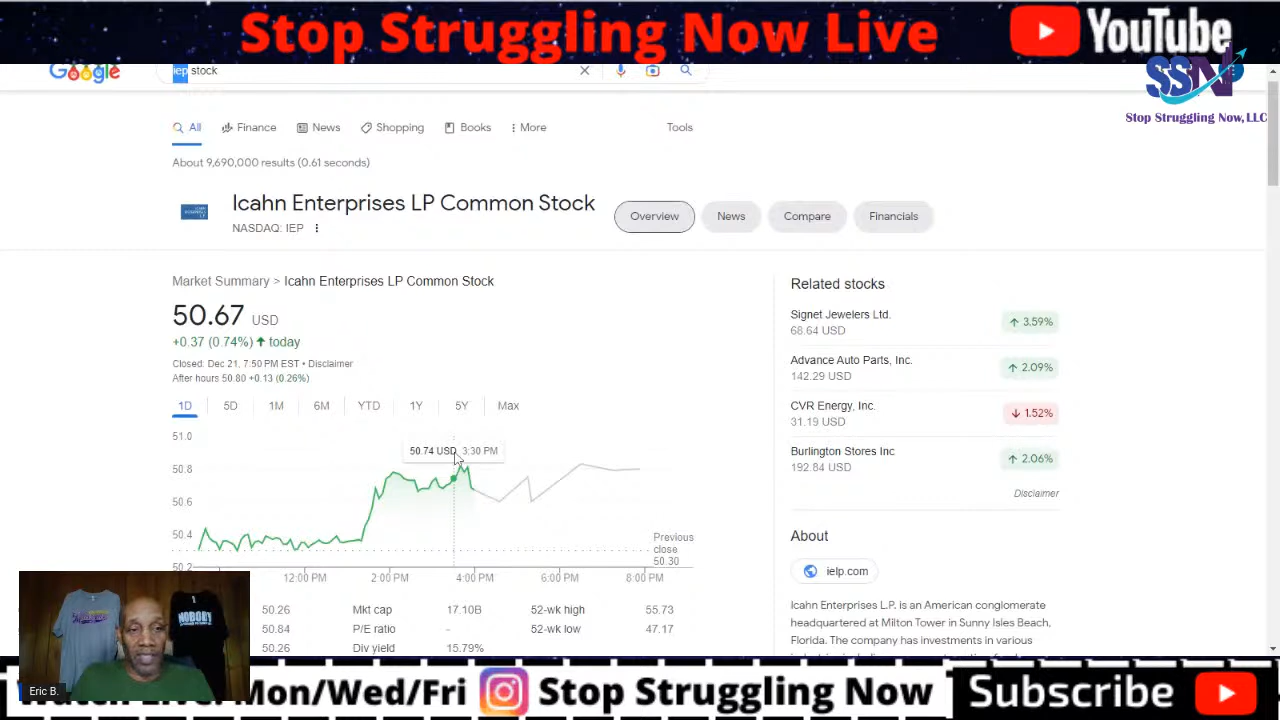 Stop Struggling Now Live
YouTube
Google
iep stock
SSN
Stop Struggling Now, LLC
All Finance News Shopping Books More Tools
About 9,690,000 results (0.61 seconds)
Icahn Enterprises LP Common Stock
NASDAQ: IEP
Overview News Compare Financials
Market Summary > Icahn Enterprises LP Common Stock
50.67 USD
+0.37 (0.74%) today
Closed: Dec 21, 7:50 PM EST • Disclaimer
After hours 50.80 +0.13 (0.26%)
1D 5D 1M 6M YTD 1Y 5Y Max
51.0
50.8
50.6
50.4
50.2
50.74 USD 3:30 PM
Previous
close
50.30
12:00 PM 2:00 PM 4:00 PM 6:00 PM 8:00 PM
50.26 Mkt cap 17.10B 52-wk high 55.73
50.84 P/E ratio - 52-wk low 47.17
50.26 Div yield 15.79%
Related stocks
Signet Jewelers Ltd.
68.64 USD
3.59%
Advance Auto Parts, Inc.
142.29 USD
2.09%
CVR Energy, Inc.
31.19 USD
1.52%
Burlington Stores Inc
192.84 USD
2.06%
Disclaimer
About
ielp.com
Icahn Enterprises L.P. is an American conglomerate
headquartered at Milton Tower in Sunny Isles Beach,
Florida. The company has investments in various
NOBODY
Eric B.
Mon/Wed/Fri
Stop Struggling Now
Subscribe